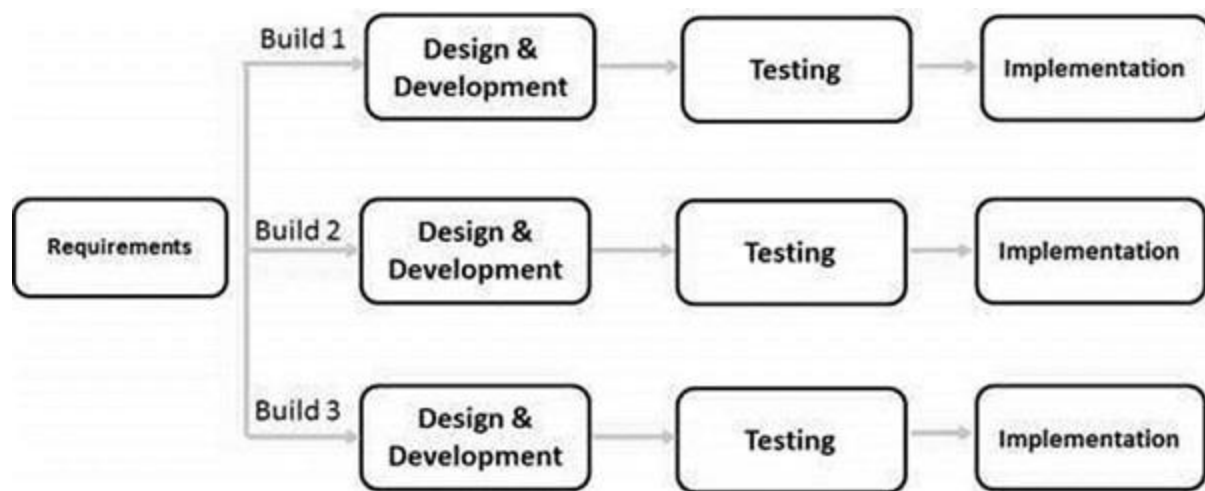 Build 1
Design &
Development
Testing
Implementation
Requirements
Build 2
Design &
Development
Testing
Implementation
Build 3
Design &
Development
Testing
Implementation